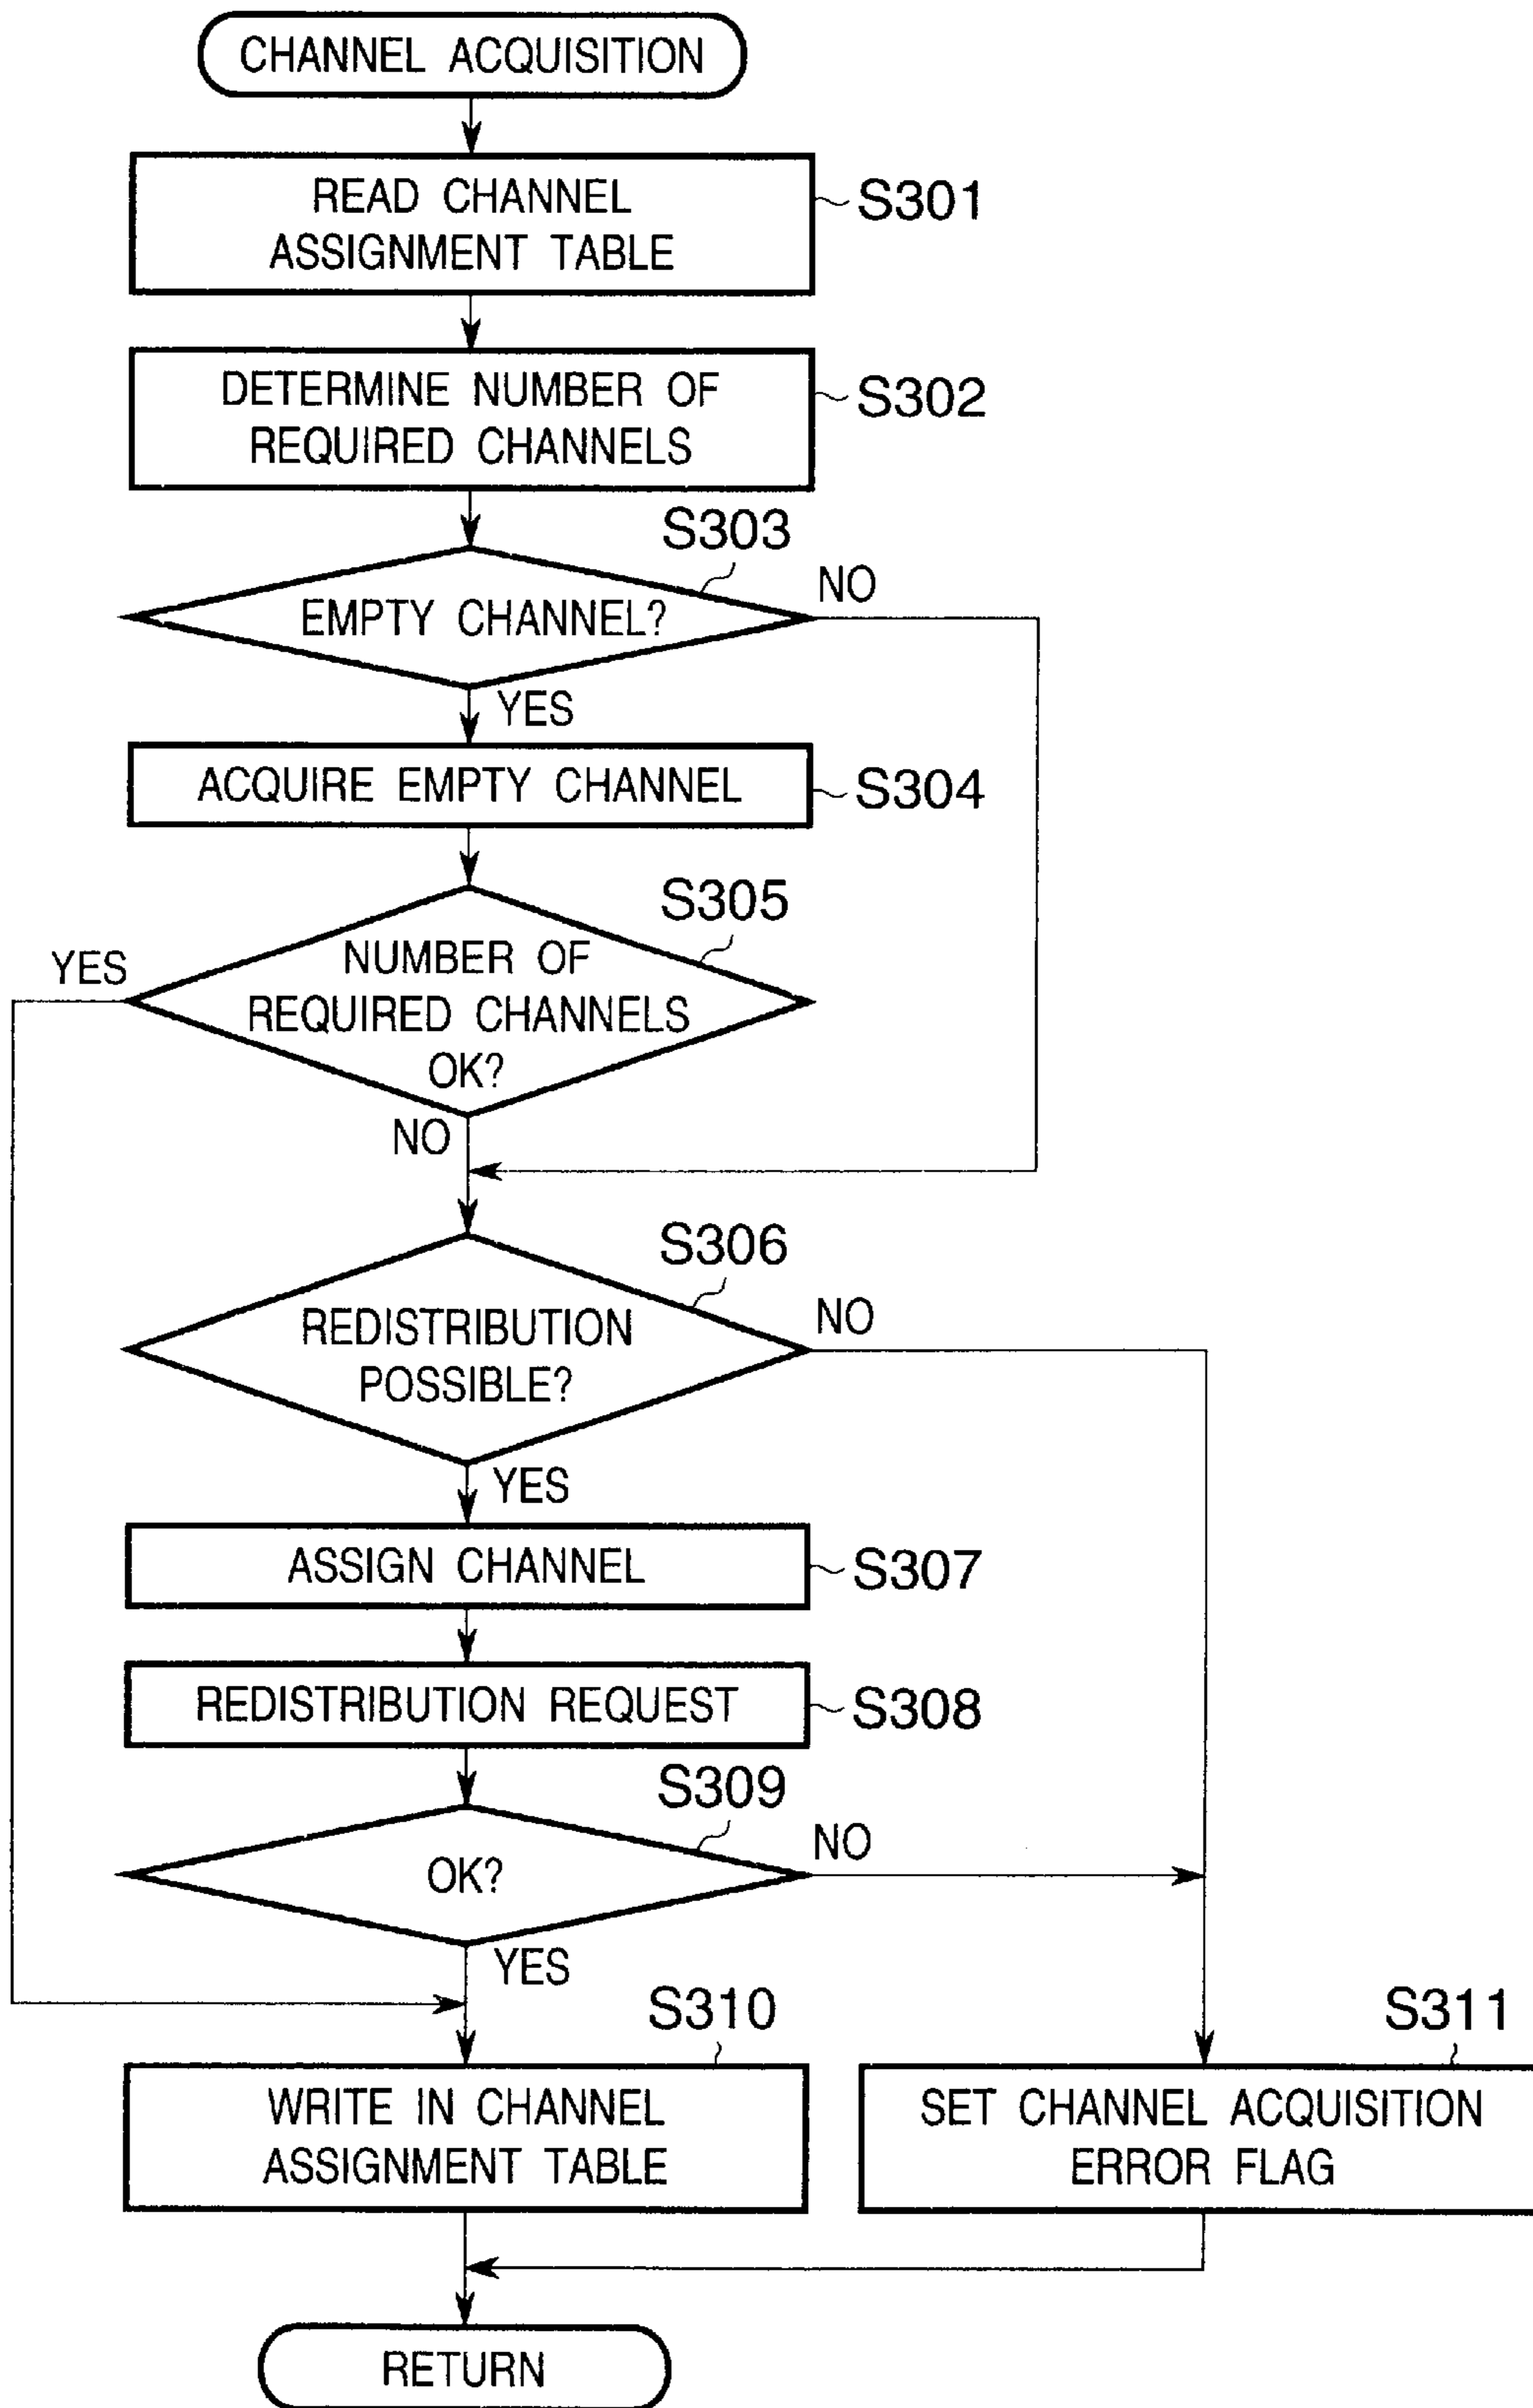 CHANNEL ACQUISITION
READ CHANNEL
ASSIGNMENT TABLE
S301
DETERMINE NUMBER OF
REQUIRED CHANNELS
S302
S303
EMPTY CHANNEL?
NO
YES
ACQUIRE EMPTY CHANNEL
S304
S305
YES
NUMBER OF
REQUIRED CHANNELS
OK?
NO
S306
REDISTRIBUTION
POSSIBLE?
NO
YES
ASSIGN CHANNEL
S307
REDISTRIBUTION REQUEST
S308
S309
OK?
NO
YES
S310
WRITE IN CHANNEL
ASSIGNMENT TABLE
S311
SET CHANNEL ACQUISITION
ERROR FLAG
RETURN